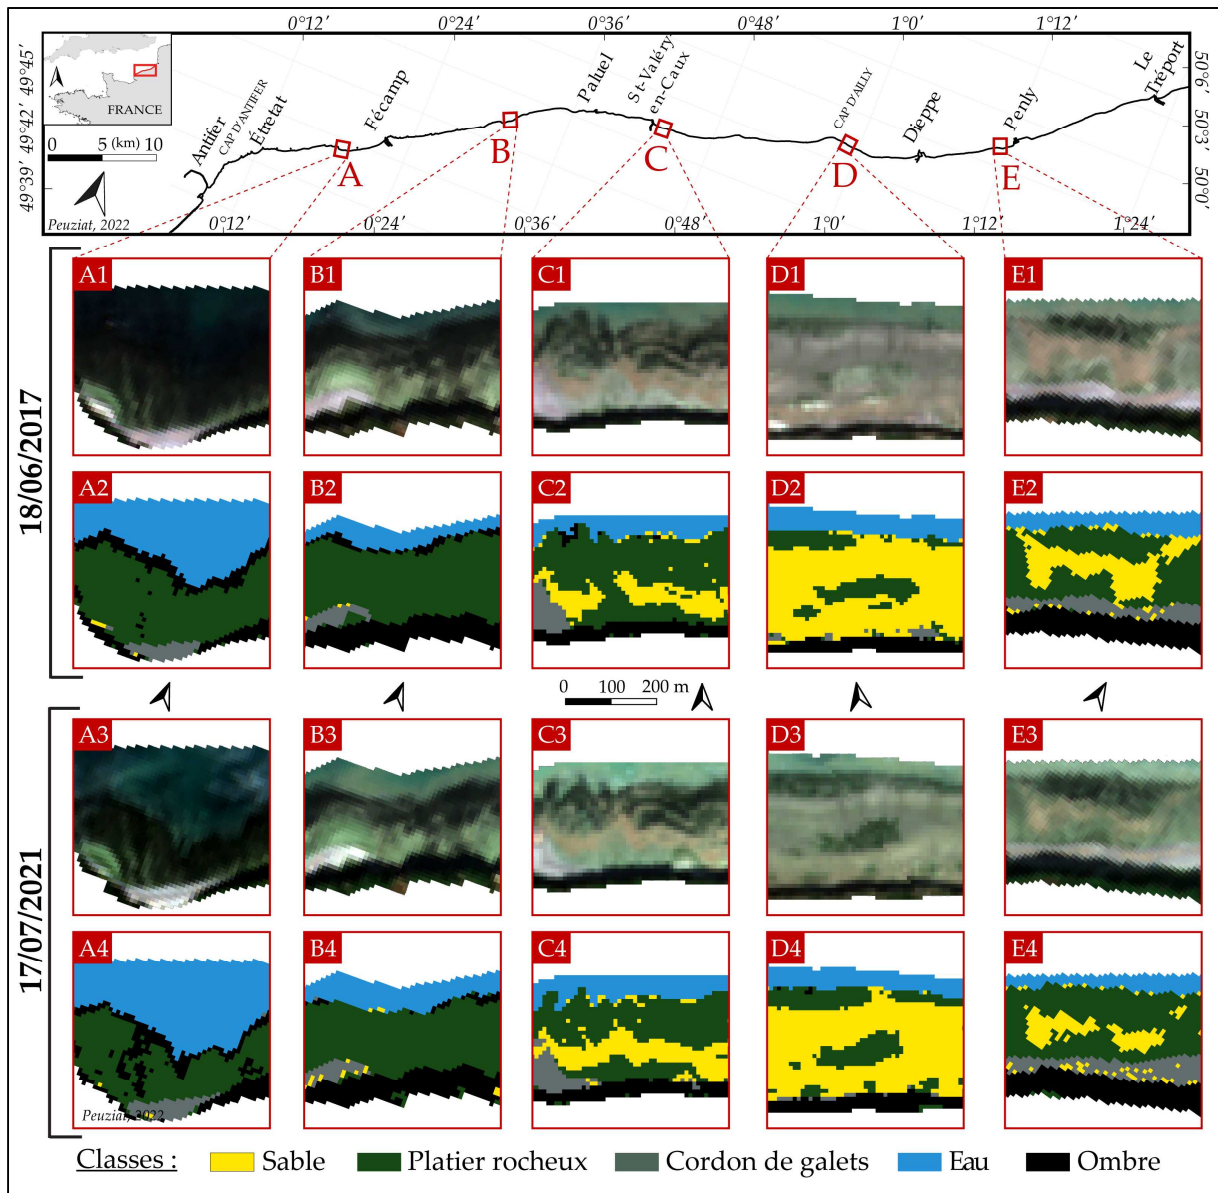 0°12′ 0°24′ 0°36′ 0°48′ 1°0′ 1°12′
49°45′
49°42′
49°39′
50°6′
50°3′
50°0′
FRANCE
0 5 (km) 10
Peuziat, 2022
Antifer
CAP D'ANTIFER
Étretat
Fécamp
Paluel
St-Valéry-
en-Caux
CAP D'AILLY
Dieppe
Penly
Le
Tréport
A B C D E
0°12′ 0°24′ 0°36′ 0°48′ 1°0′ 1°12′ 1°24′
18/06/2017
A1 B1 C1 D1 E1
A2 B2 C2 D2 E2
0 100 200 m
17/07/2021
A3 B3 C3 D3 E3
A4 B4 C4 D4 E4
Peuziat, 2022
Classes : Sable Platier rocheux Cordon de galets Eau Ombre